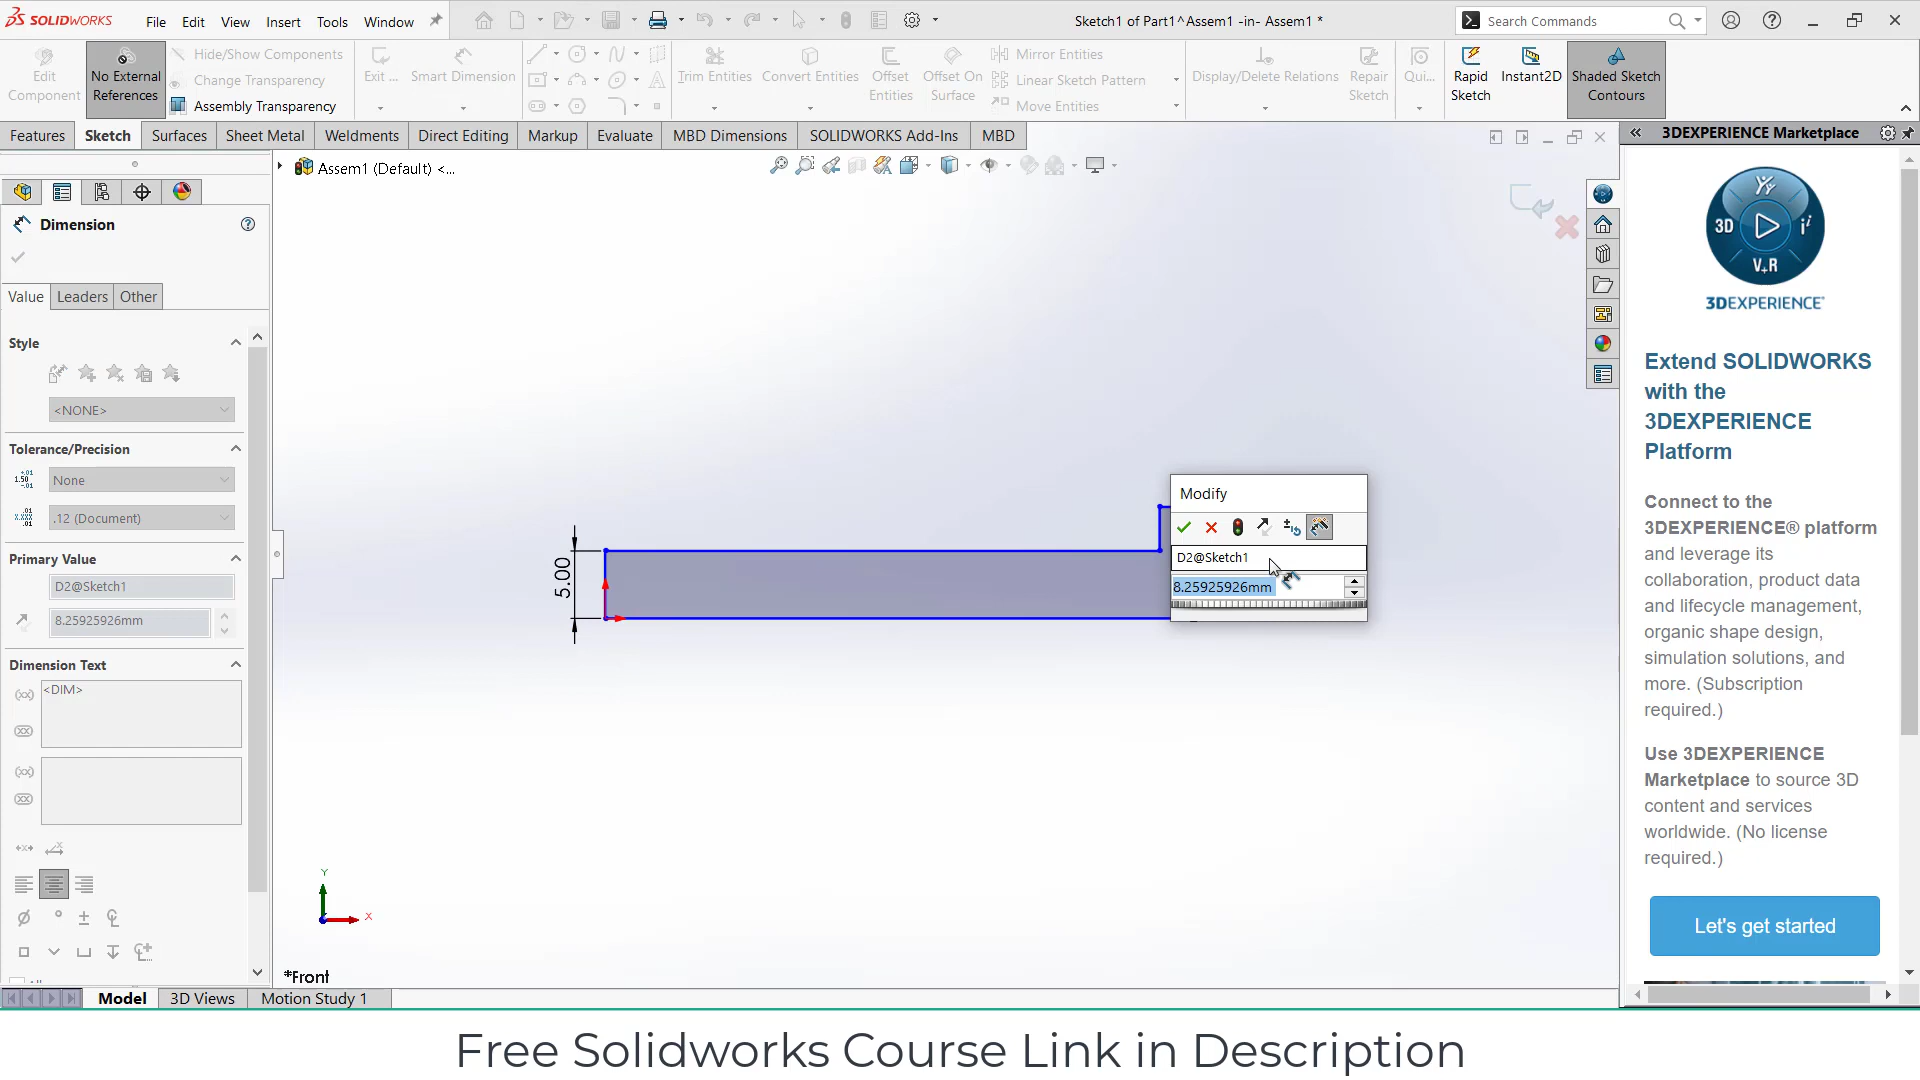 SOLIDWORKS
File
Edit
View
Insert
Tools
Window
Sketch1 of Part1^Assem1 -in- Assem1 *
Search Commands
Edit
Component
No External
References
Hide/Show Components
Change Transparency
Assembly Transparency
Exit ...
Smart Dimension
Trim Entities
Convert Entities
Offset
Entities
Offset On
Surface
Mirror Entities
Linear Sketch Pattern
Move Entities
Display/Delete Relations
Repair
Sketch
Qui...
Rapid
Sketch
Instant2D
Shaded Sketch
Contours
Features
Sketch
Surfaces
Sheet Metal
Weldments
Direct Editing
Markup
Evaluate
MBD Dimensions
SOLIDWORKS Add-Ins
MBD
3DEXPERIENCE Marketplace
Assem1 (Default) <...
Dimension
Value
Leaders
Other
Style
<NONE>
Tolerance/Precision
None
.12 (Document)
Primary Value
D2@Sketch1
8.25925926mm
Dimension Text
<DIM>
5.00
Modify
D2@Sketch1
8.25925926mm
Y
X
*Front
Model
3D Views
Motion Study 1
3D
V+R
3DEXPERIENCE
Extend SOLIDWORKS
with the
3DEXPERIENCE
Platform
Connect to the
3DEXPERIENCE® platform
and leverage its
collaboration, product data
and lifecycle management,
organic shape design,
simulation solutions, and
more. (Subscription
required.)
Use 3DEXPERIENCE
Marketplace to source 3D
content and services
worldwide. (No license
required.)
Let's get started
Free Solidworks Course Link in Description